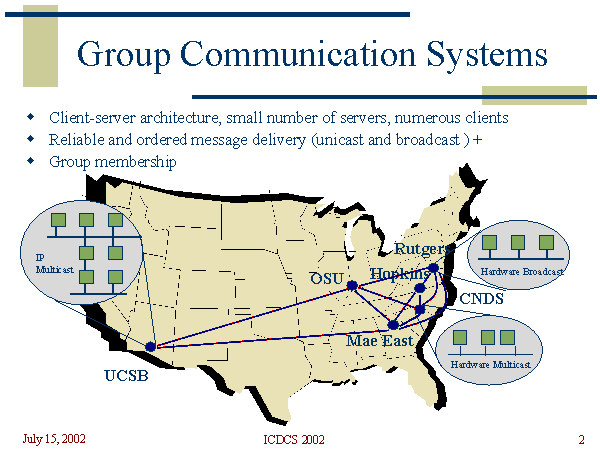 Group Communication Systems
Client-server architecture, small number of servers, numerous clients
Reliable and ordered message delivery (unicast and broadcast ) +
Group membership
IP
Multicast
Rutgers
OSU
Hopkins
Hardware Broadcast
CNDS
Mae East
Hardware Multicast
UCSB
July 15, 2002
ICDCS 2002
2